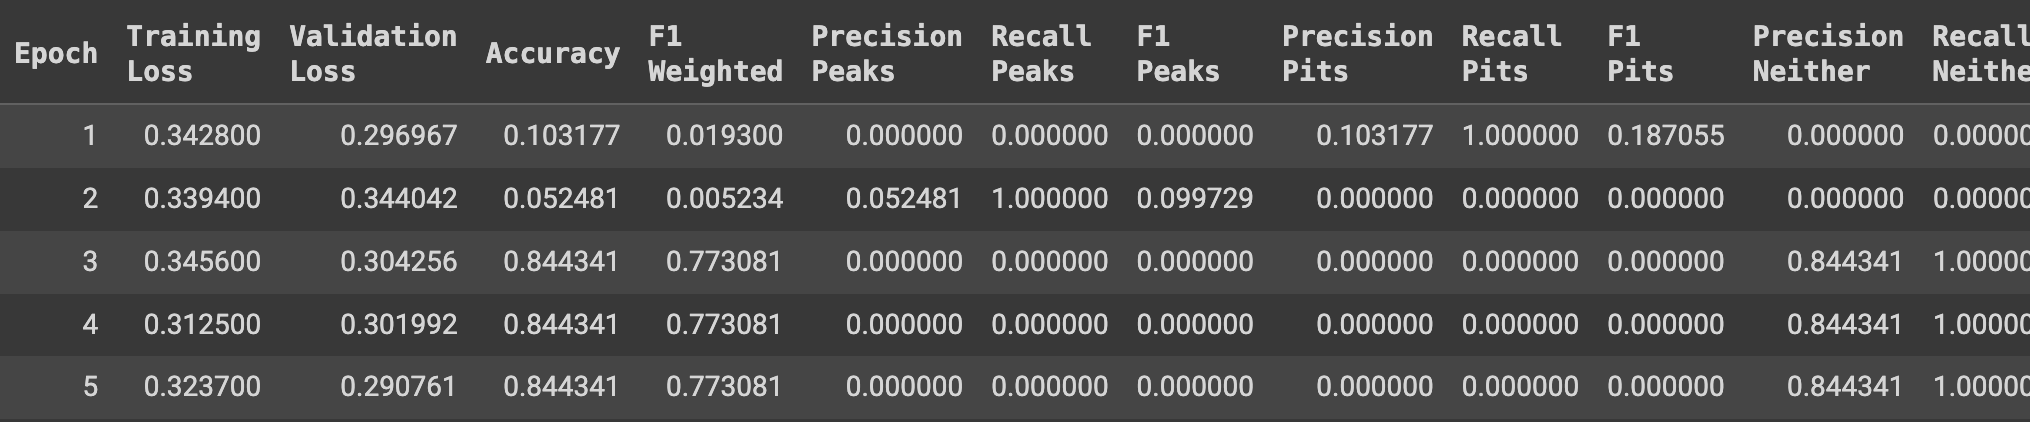 Epoch Training Loss Validation Loss Accuracy F1 Weighted Precision Peaks Recall Peaks F1 Peaks Precision Pits Recall Pits F1 Pits Precision Neither Recall Neithe
1 0.342800 0.296967 0.103177 0.019300 0.000000 0.000000 0.000000 0.103177 1.000000 0.187055 0.000000 0.00000
2 0.339400 0.344042 0.052481 0.005234 0.052481 1.000000 0.099729 0.000000 0.000000 0.000000 0.000000 0.00000
3 0.345600 0.304256 0.844341 0.773081 0.000000 0.000000 0.000000 0.000000 0.000000 0.000000 0.844341 1.00000
4 0.312500 0.301992 0.844341 0.773081 0.000000 0.000000 0.000000 0.000000 0.000000 0.000000 0.844341 1.00000
5 0.323700 0.290761 0.844341 0.773081 0.000000 0.000000 0.000000 0.000000 0.000000 0.000000 0.844341 1.00000